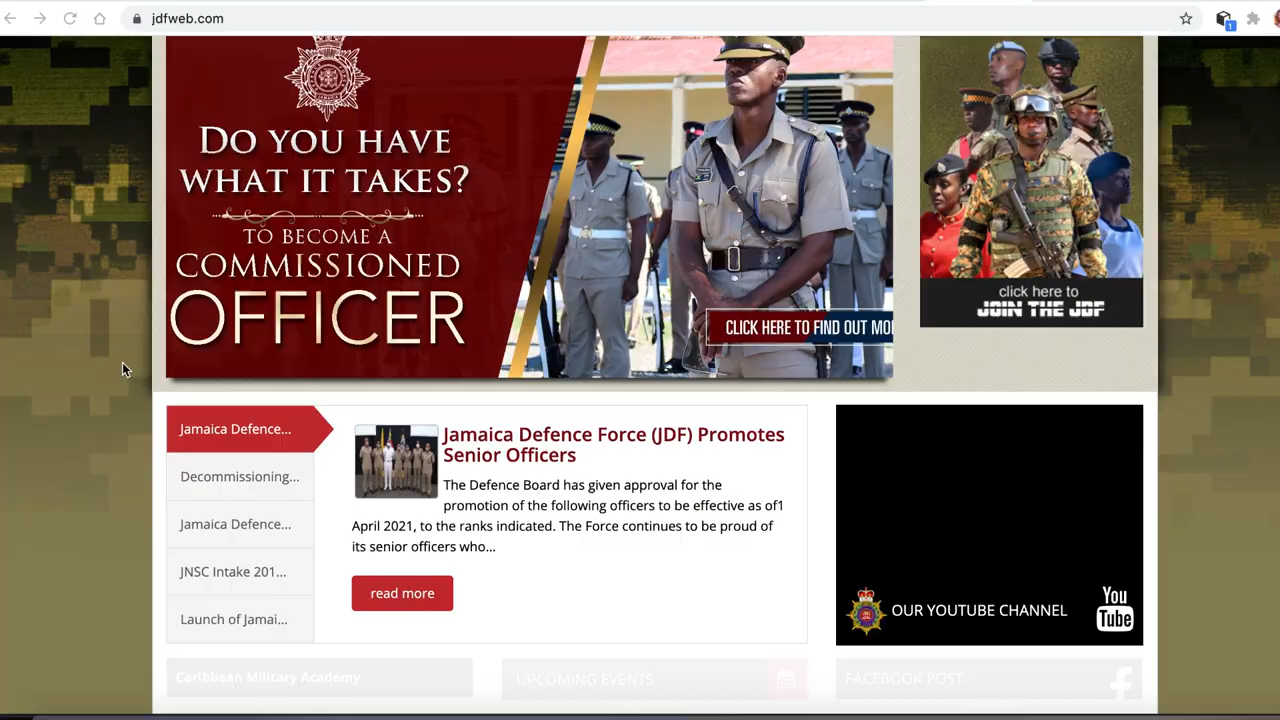 jdfweb.com
1
DO YOU HAVE
WHAT IT TAKES?
TO BECOME A
COMMISSIONED
OFFICER
CLICK HERE TO FIND OUT MO
click here to
JOIN THE JDF
Jamaica Defence...
Decommissioning...
Jamaica Defence...
JNSC Intake 201...
Launch of Jamai...
Jamaica Defence Force (JDF) Promotes
Senior Officers
The Defence Board has given approval for the
promotion of the following officers to be effective as of1
April 2021, to the ranks indicated. The Force continues to be proud of
its senior officers who...
read more
OUR YOUTUBE CHANNEL
You
Tube
Caribbean Military Academy
UPCOMING EVENTS
FACEBOOK POST